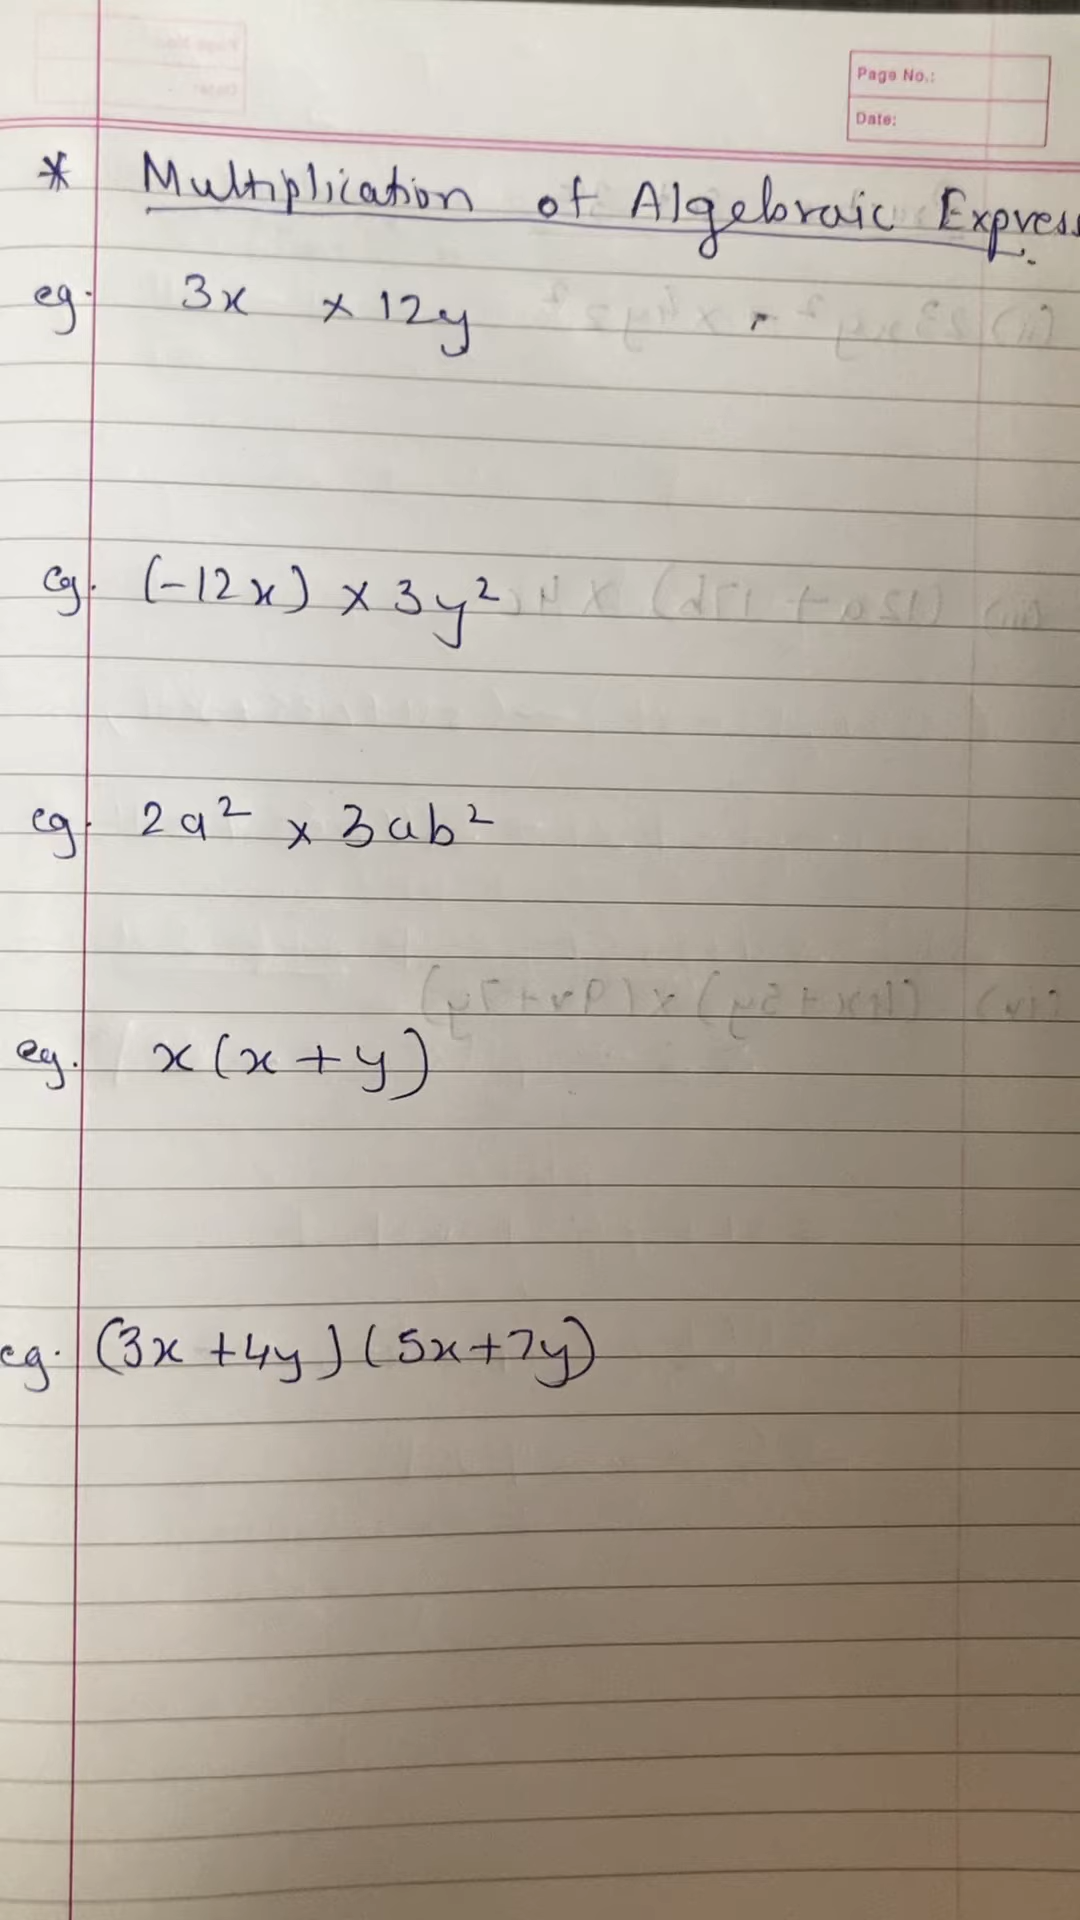 Page No.:
Date:
* Multiplication of Algebraic Express.
eg. 3x × 12y
eg. (-12x) × 3y²
eg. 2a² × 3ab²
eg. x(x + y)
eg. (3x + 4y)(5x + 7y)